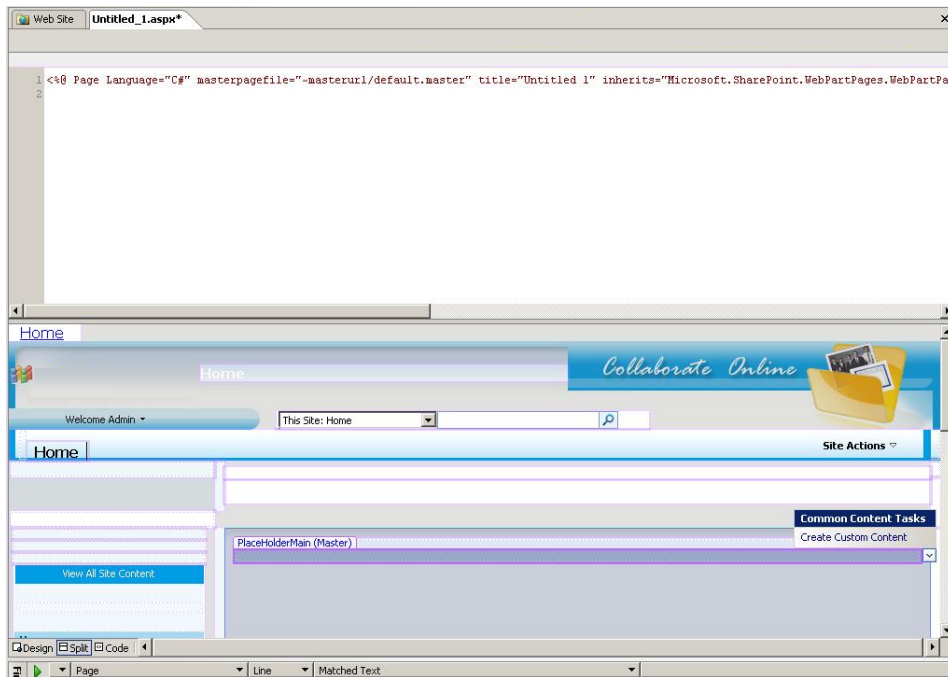 Web Site Untitled_1.aspx*
1 <%@ Page Language="C#" masterpagefile="~masterurl/default.master" title="Untitled 1" inherits="Microsoft.SharePoint.WebPartPages.WebPartPa
2
Home
Home
Collaborate Online
Welcome Admin
This Site: Home
Home
Site Actions
Common Content Tasks
Create Custom Content
PlaceHolderMain (Master)
View All Site Content
Design Split Code
Page Line Matched Text